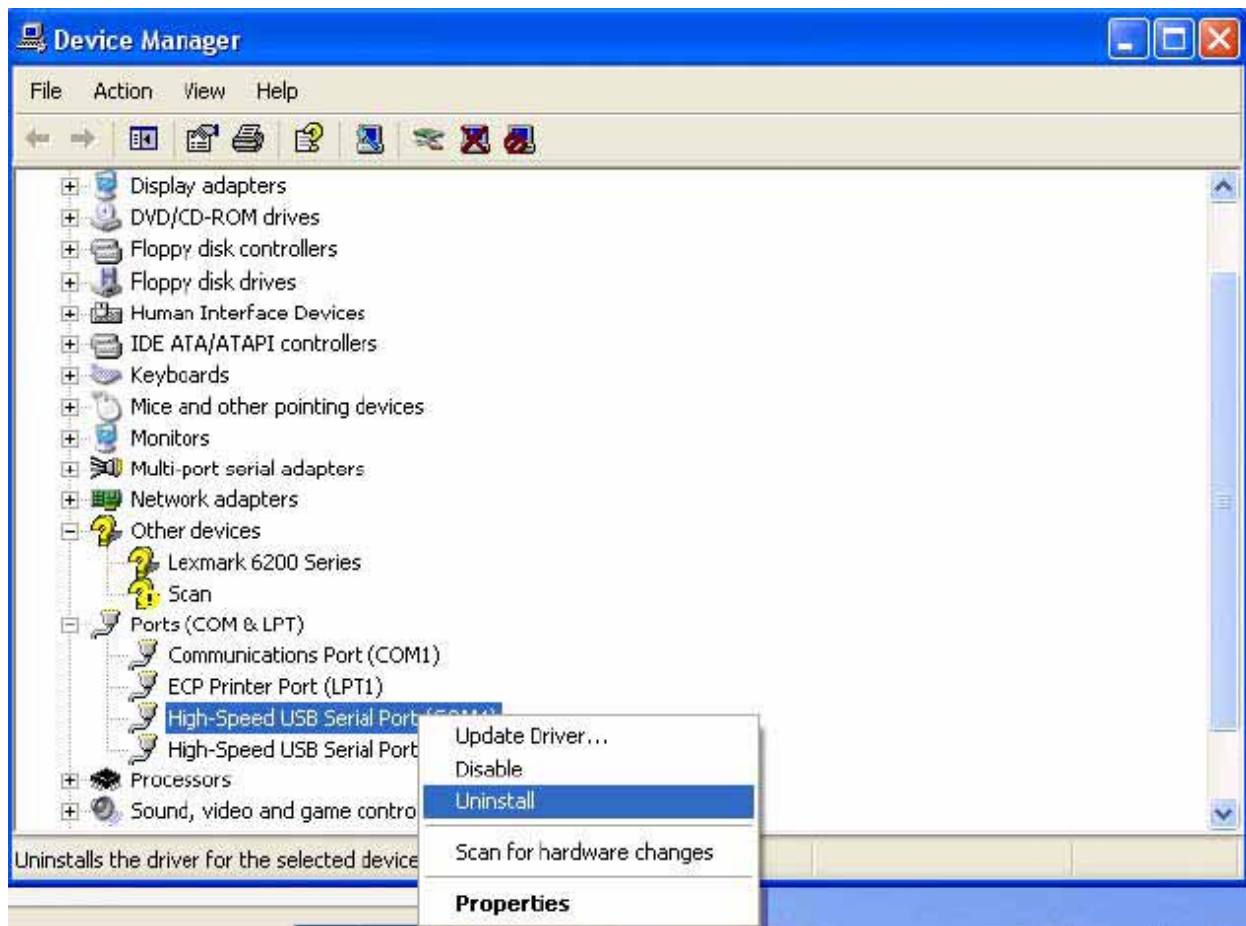 Device Manager
File Action View Help
Display adapters
DVD/CD-ROM drives
Floppy disk controllers
Floppy disk drives
Human Interface Devices
IDE ATA/ATAPI controllers
Keyboards
Mice and other pointing devices
Monitors
Multi-port serial adapters
Network adapters
Other devices
Lexmark 6200 Series
Scan
Ports (COM & LPT)
Communications Port (COM1)
ECP Printer Port (LPT1)
High-Speed USB Serial Port
High-Speed USB Serial Port
Processors
Sound, video and game contro
Update Driver...
Disable
Uninstall
Scan for hardware changes
Properties
Uninstalls the driver for the selected device